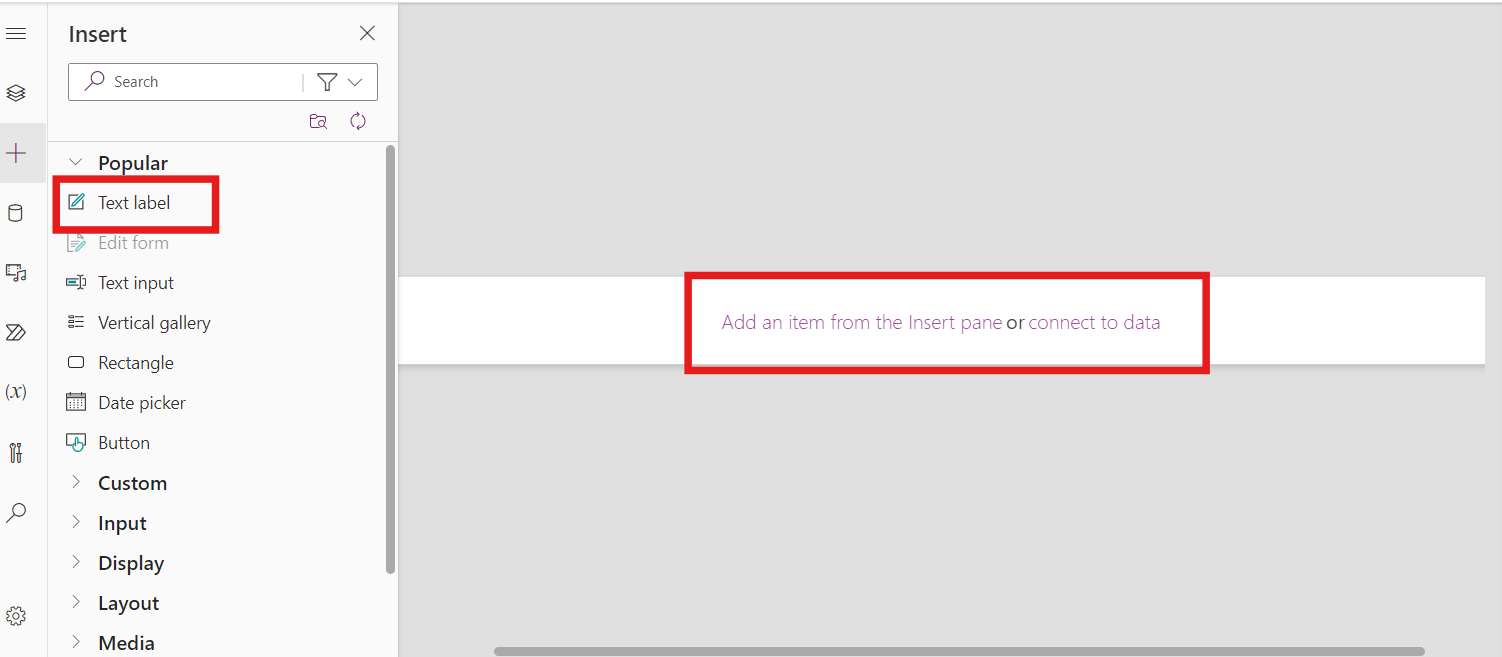 Insert
Search
Popular
Text label
Edit form
Text input
Vertical gallery
Rectangle
Date picker
Button
Custom
Input
Display
Layout
Media
(x)
Add an item from the Insert pane or connect to data